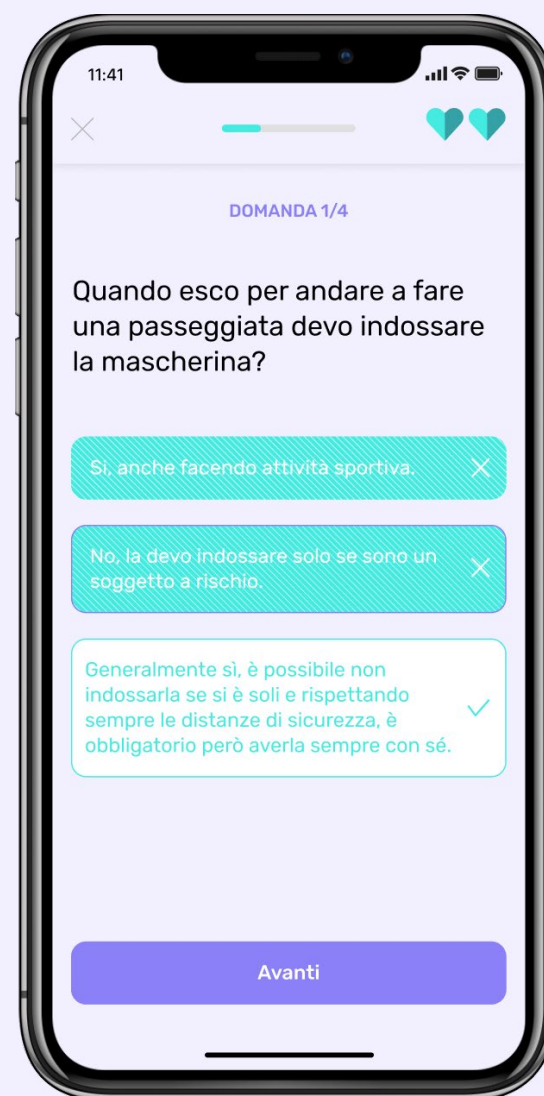 11:41
DOMANDA 1/4
Quando esco per andare a fare
una passeggiata devo indossare
la mascherina?
Si, anche facendo attività sportiva.
No, la devo indossare solo se sono un
soggetto a rischio.
Generalmente sì, è possibile non
indossarla se si è soli e rispettando
sempre le distanze di sicurezza, è
obbligatorio però averla sempre con sé.
Avanti